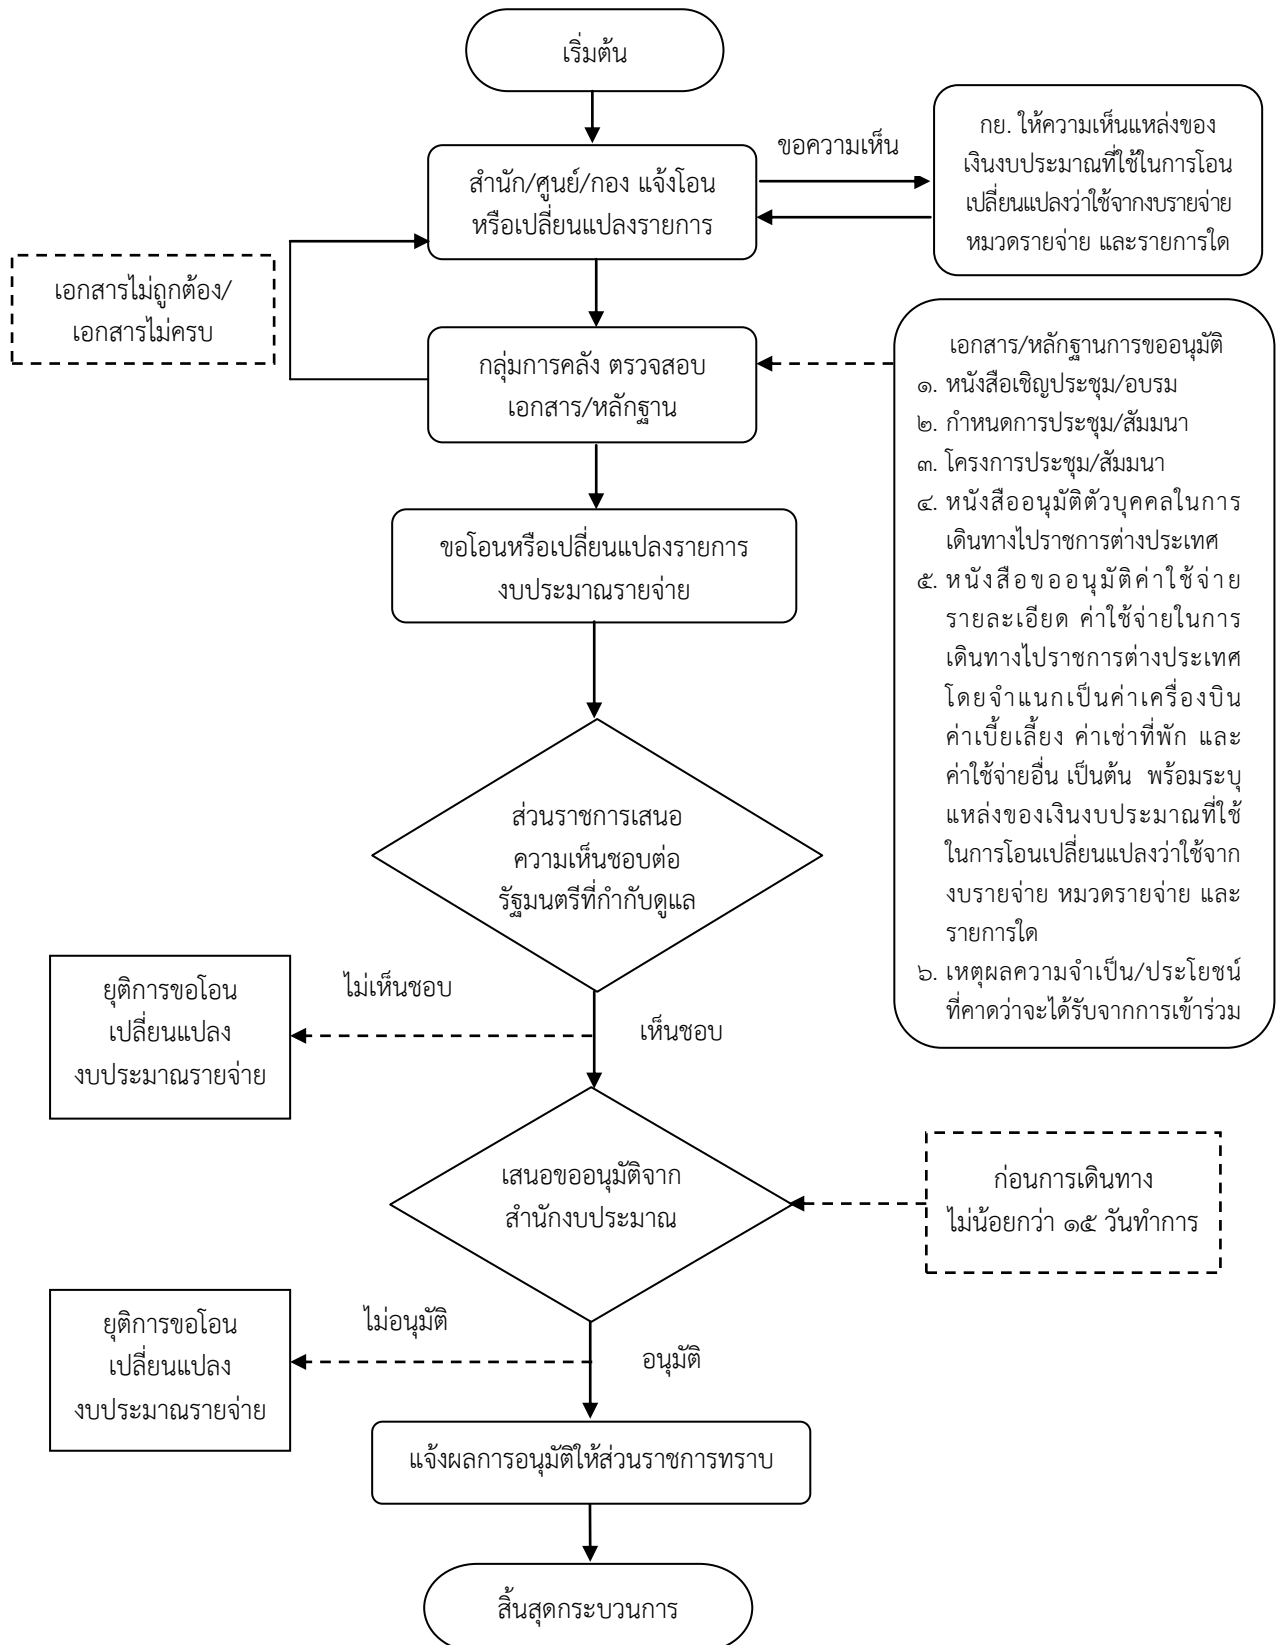 เริ่มต้น
สำนัก/ศูนย์/กอง แจ้งโอน
หรือเปลี่ยนแปลงรายการ
ขอความเห็น
กย. ให้ความเห็นแหล่งของ
เงินงบประมาณที่ใช้ในการโอน
เปลี่ยนแปลงว่าใช้จากงบรายจ่าย
หมวดรายจ่าย และรายการใด
เอกสารไม่ถูกต้อง/
เอกสารไม่ครบ
กลุ่มการคลัง ตรวจสอบ
เอกสาร/หลักฐาน
เอกสาร/หลักฐานการขออนุมัติ
๑. หนังสือเชิญประชุม/อบรม
๒. กำหนดการประชุม/สัมมนา
๓. โครงการประชุม/สัมมนา
๔. หนังสืออนุมัติตัวบุคคลในการ
เดินทางไปราชการต่างประเทศ
๕. หนังสือขออนุมัติค่าใช้จ่าย
รายละเอียด ค่าใช้จ่ายในการ
เดินทางไปราชการต่างประเทศ
โดยจำแนกเป็นค่าเครื่องบิน
ค่าเบี้ยเลี้ยง ค่าเช่าที่พัก และ
ค่าใช้จ่ายอื่น เป็นต้น พร้อมระบุ
แหล่งของเงินงบประมาณที่ใช้
ในการโอนเปลี่ยนแปลงว่าใช้จาก
งบรายจ่าย หมวดรายจ่าย และ
รายการใด
๖. เหตุผลความจำเป็น/ประโยชน์
ที่คาดว่าจะได้รับจากการเข้าร่วม
ขอโอนหรือเปลี่ยนแปลงรายการ
งบประมาณรายจ่าย
ส่วนราชการเสนอ
ความเห็นชอบต่อ
รัฐมนตรีที่กำกับดูแล
ไม่เห็นชอบ
เห็นชอบ
ยุติการขอโอน
เปลี่ยนแปลง
งบประมาณรายจ่าย
เสนอขออนุมัติจาก
สำนักงบประมาณ
ก่อนการเดินทาง
ไม่น้อยกว่า ๑๕ วันทำการ
ไม่อนุมัติ
อนุมัติ
ยุติการขอโอน
เปลี่ยนแปลง
งบประมาณรายจ่าย
แจ้งผลการอนุมัติให้ส่วนราชการทราบ
สิ้นสุดกระบวนการ